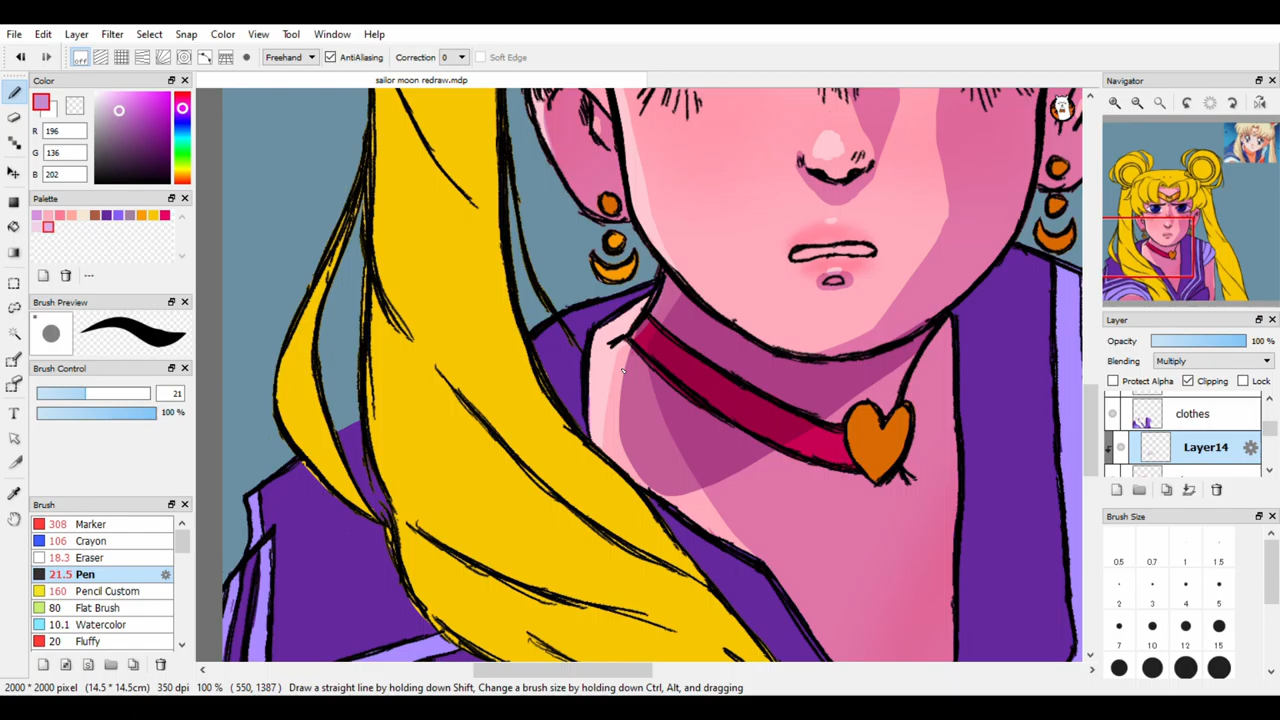 File Edit Layer Filter Select Snap Color View Tool Window Help
off Freehand AntiAliasing Correction 0 Soft Edge
Color
sailor moon redraw.mdp
Navigator
R 196
G 136
B 202
Palette
Brush Preview
Layer
Opacity 100 %
Blending Multiply
Brush Control
Protect Alpha Clipping Lock
21
100 %
clothes
Layer14
Brush
308 Marker
106 Crayon
18.3 Eraser
21.5 Pen
160 Pencil Custom
80 Flat Brush
10.1 Watercolor
20 Fluffy
Brush Size
0.5 0.7 1 1.5
2 3 4 5
7 10 12 15
2000 * 2000 pixel (14.5 * 14.5cm) 350 dpi 100 % ( 550, 1387 ) Draw a straight line by holding down Shift, Change a brush size by holding down Ctrl, Alt, and dragging